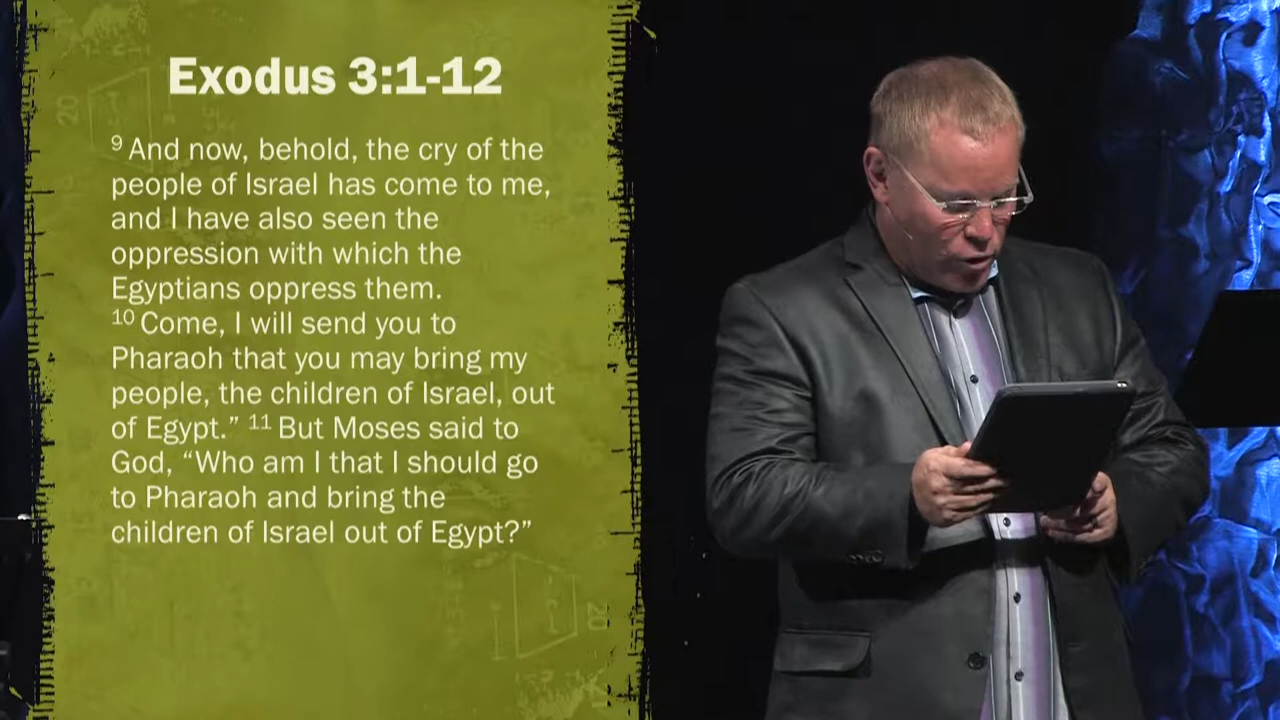 Exodus 3:1-12
⁹ And now, behold, the cry of the
people of Israel has come to me,
and I have also seen the
oppression with which the
Egyptians oppress them.
¹⁰ Come, I will send you to
Pharaoh that you may bring my
people, the children of Israel, out
of Egypt.” ¹¹ But Moses said to
God, “Who am I that I should go
to Pharaoh and bring the
children of Israel out of Egypt?”
20
20